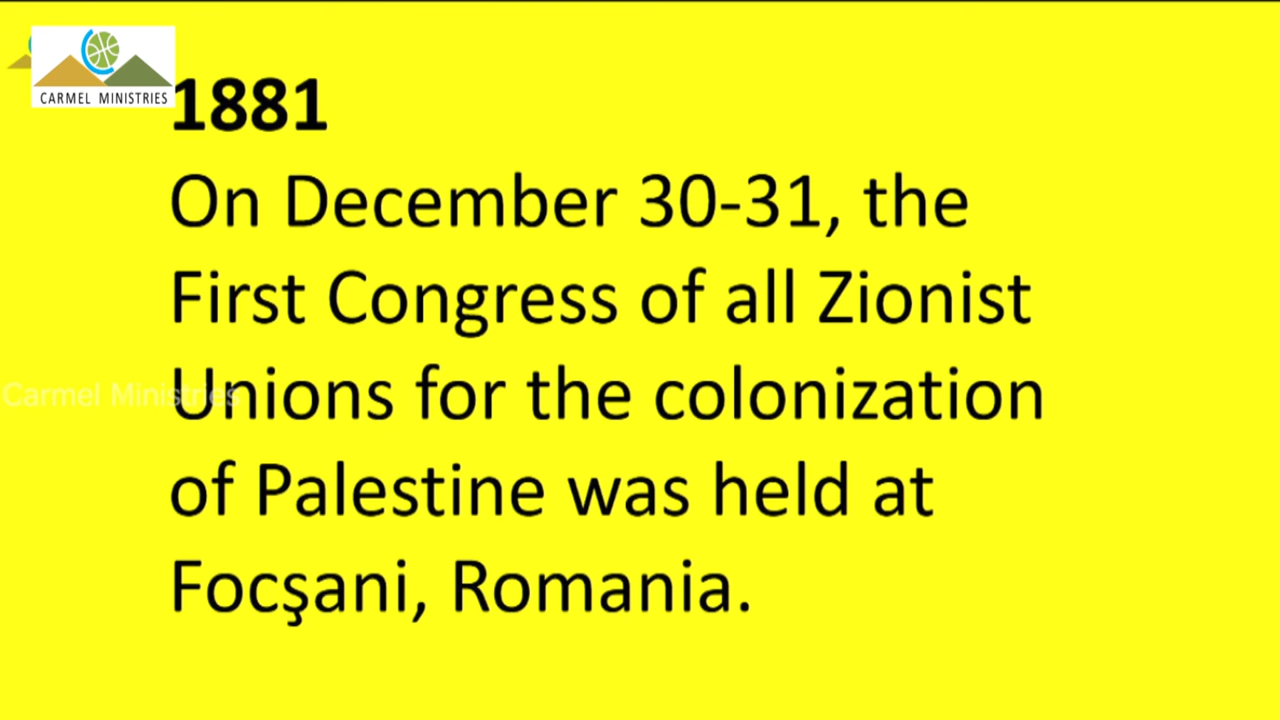 CARMEL MINISTRIES
1881
On December 30-31, the
First Congress of all Zionist
Carmel Ministries
Unions for the colonization
of Palestine was held at
Focşani, Romania.